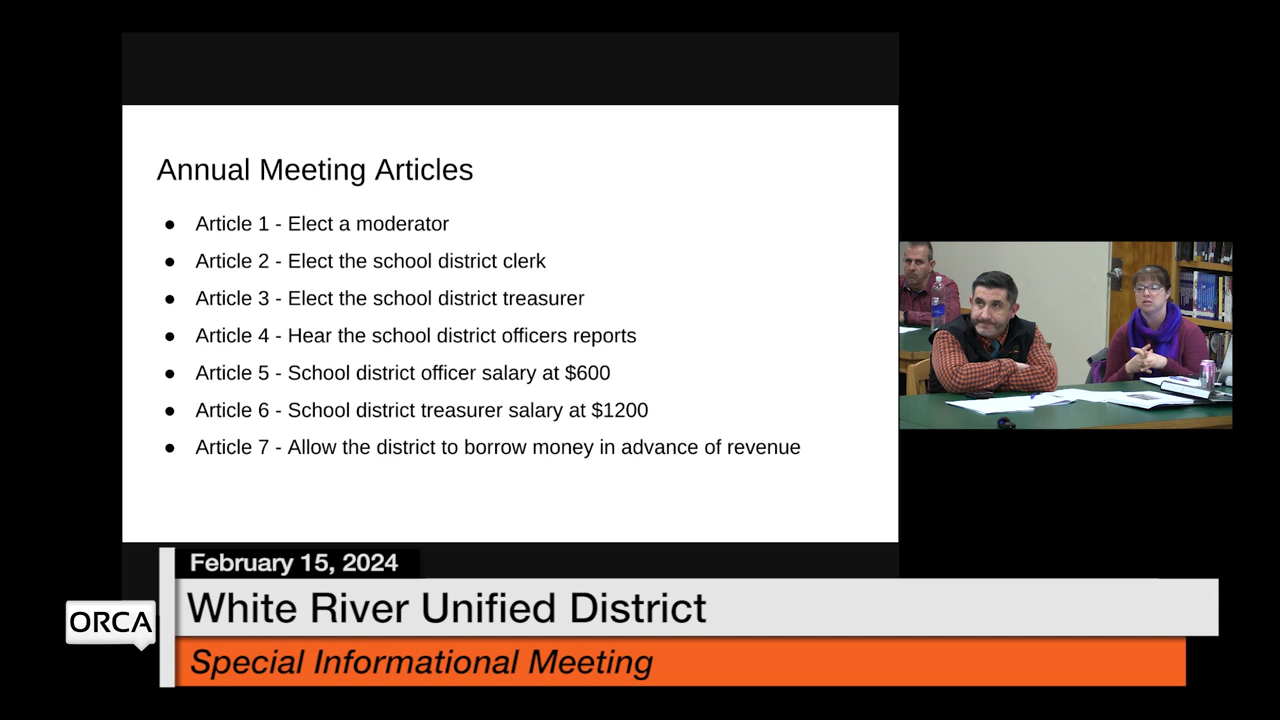 Annual Meeting Articles
● Article 1 - Elect a moderator
● Article 2 - Elect the school district clerk
● Article 3 - Elect the school district treasurer
● Article 4 - Hear the school district officers reports
● Article 5 - School district officer salary at $600
● Article 6 - School district treasurer salary at $1200
● Article 7 - Allow the district to borrow money in advance of revenue
February 15, 2024
ORCA
White River Unified District
Special Informational Meeting